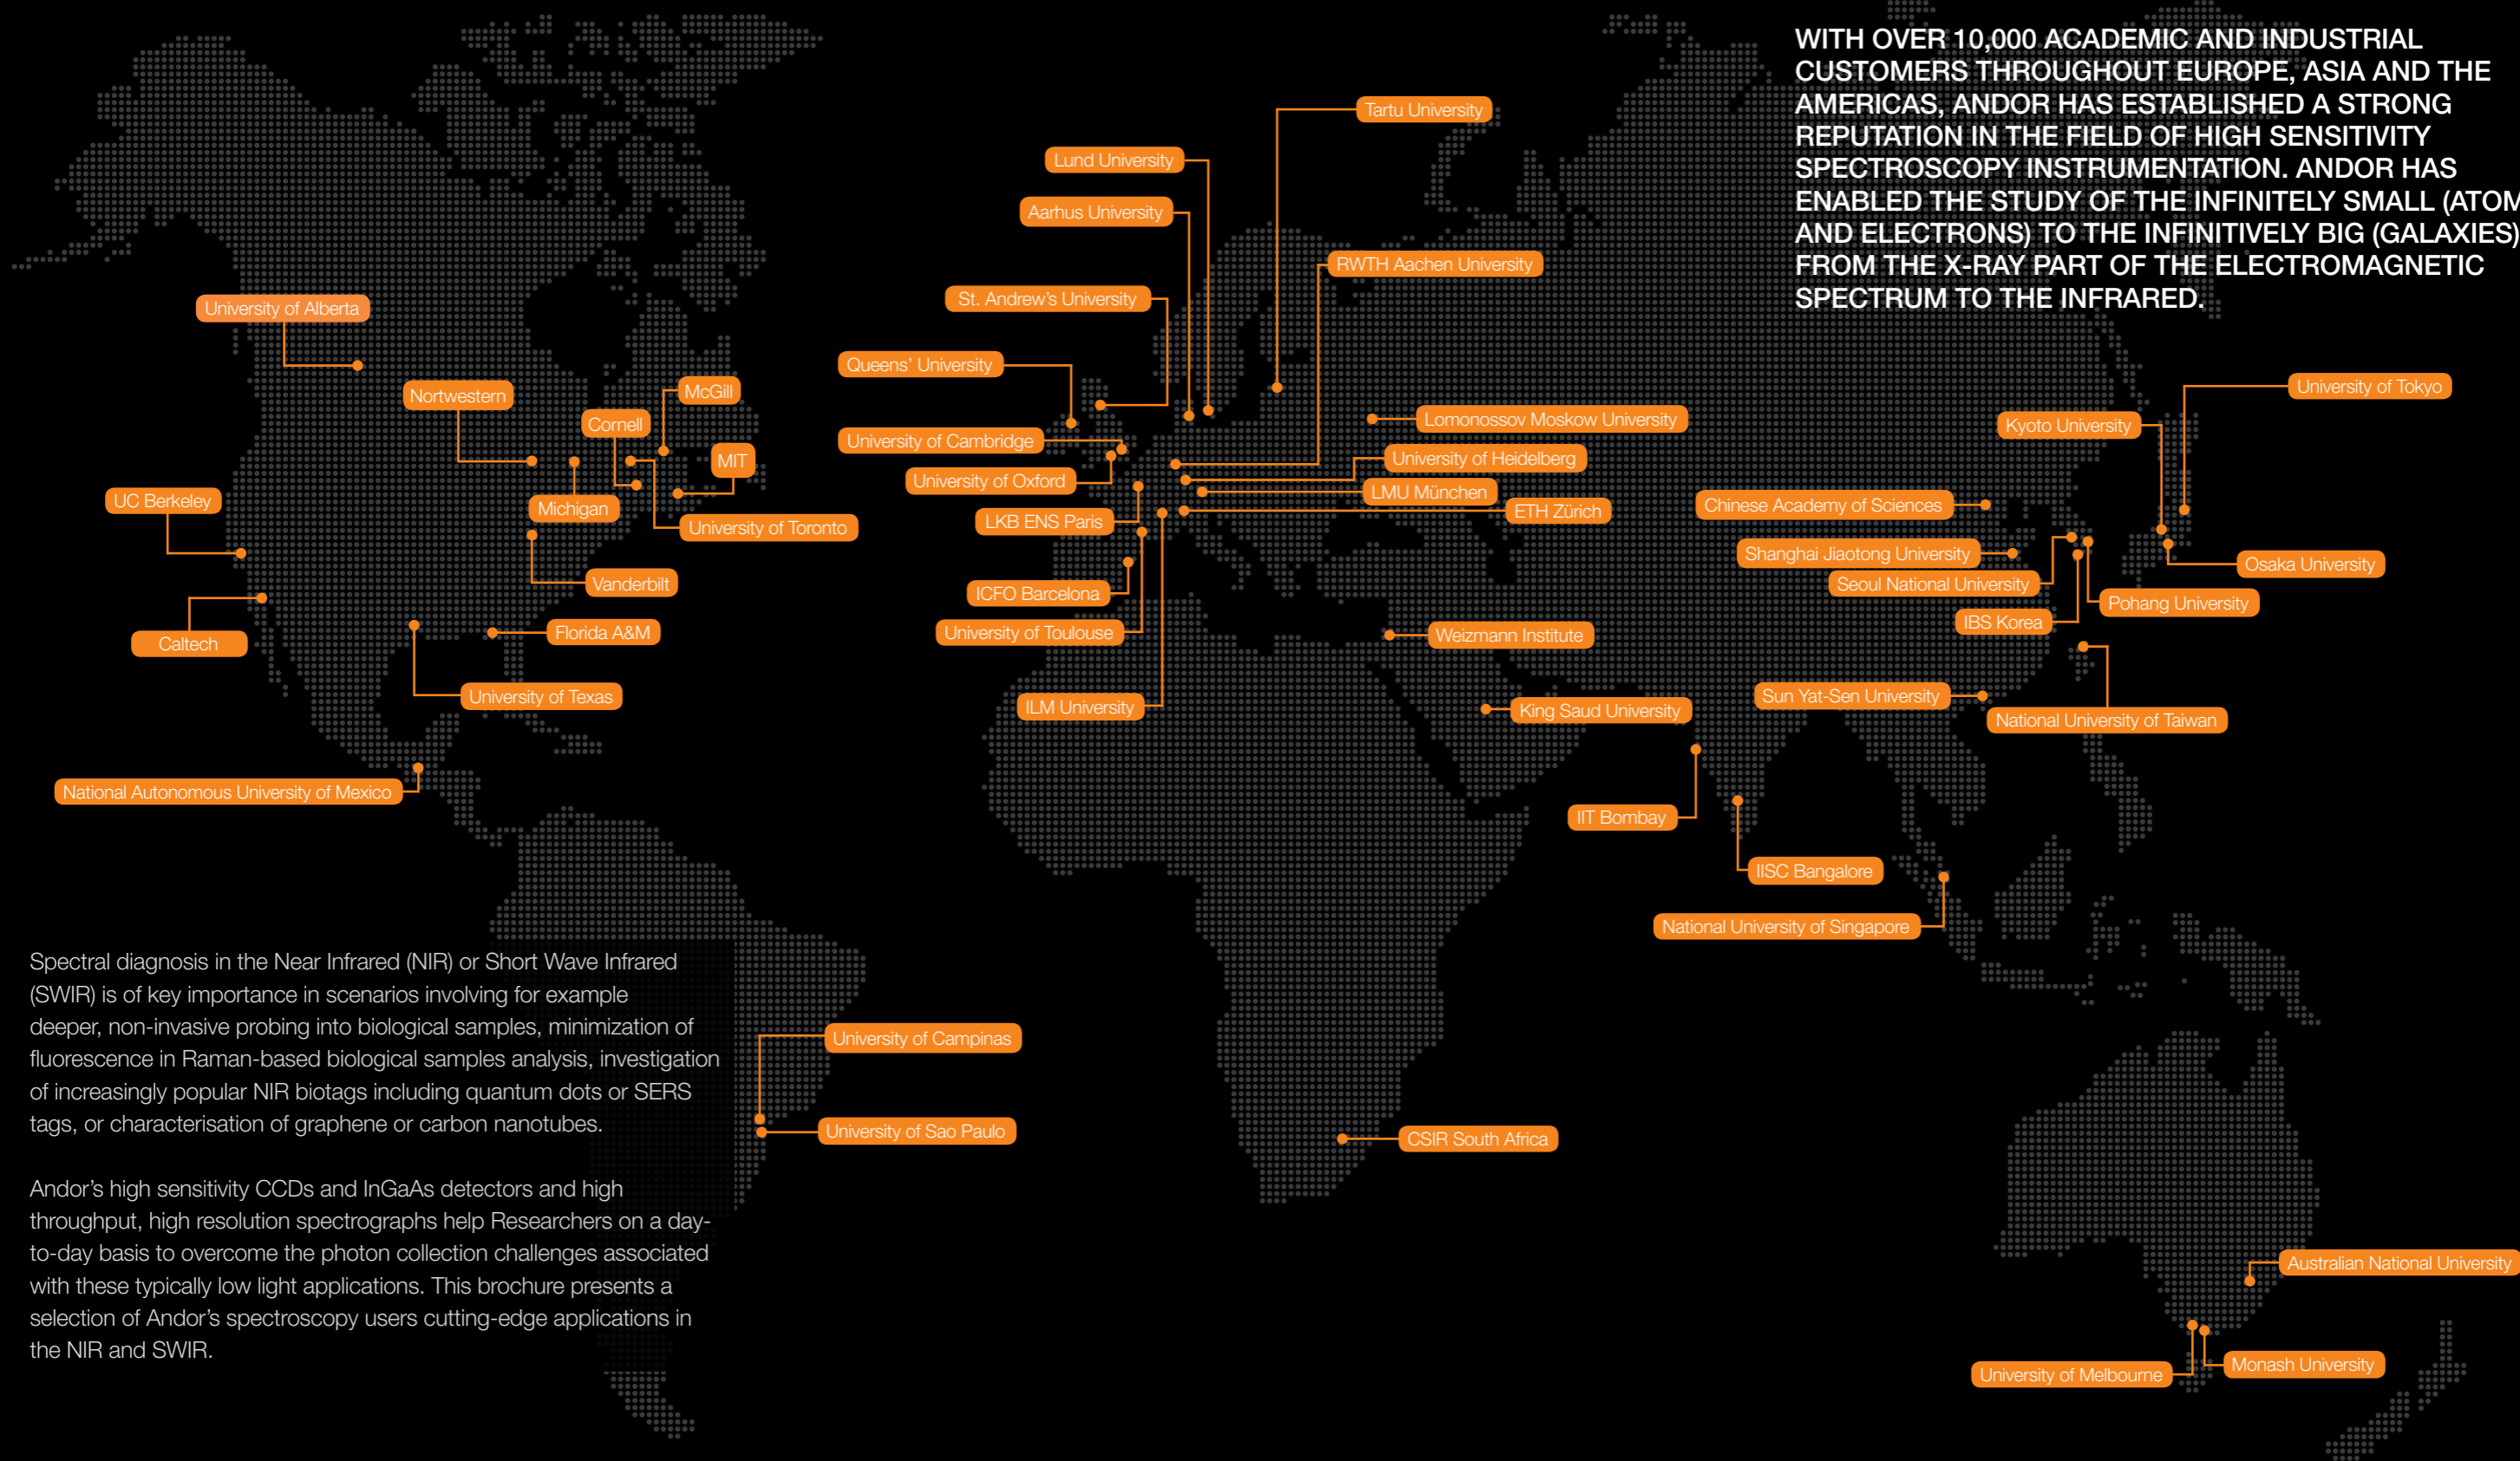 WITH OVER 10,000 ACADEMIC AND INDUSTRIAL
CUSTOMERS THROUGHOUT EUROPE, ASIA AND THE
AMERICAS, ANDOR HAS ESTABLISHED A STRONG
REPUTATION IN THE FIELD OF HIGH SENSITIVITY
SPECTROSCOPY INSTRUMENTATION. ANDOR HAS
ENABLED THE STUDY OF THE INFINITELY SMALL (ATOM
AND ELECTRONS) TO THE INFINITIVELY BIG (GALAXIES)
FROM THE X-RAY PART OF THE ELECTROMAGNETIC
SPECTRUM TO THE INFRARED.
University of Alberta
Nortwestern
McGill
Cornell
MIT
UC Berkeley
Michigan
University of Toronto
Vanderbilt
Caltech
Florida A&M
University of Texas
National Autonomous University of Mexico
Tartu University
Lund University
Aarhus University
RWTH Aachen University
St. Andrew's University
Queens' University
Lomonossov Moskow University
University of Cambridge
University of Heidelberg
University of Oxford
LMU München
LKB ENS Paris
ETH Zürich
ICFO Barcelona
University of Toulouse
Weizmann Institute
ILM University
King Saud University
University of Tokyo
Kyoto University
Chinese Academy of Sciences
Shanghai Jiaotong University
Osaka University
Seoul National University
Pohang University
IBS Korea
Sun Yat-Sen University
National University of Taiwan
IIT Bombay
IISC Bangalore
National University of Singapore
University of Campinas
University of Sao Paulo
CSIR South Africa
Australian National University
University of Melbourne
Monash University
Spectral diagnosis in the Near Infrared (NIR) or Short Wave Infrared
(SWIR) is of key importance in scenarios involving for example
deeper, non-invasive probing into biological samples, minimization of
fluorescence in Raman-based biological samples analysis, investigation
of increasingly popular NIR biotags including quantum dots or SERS
tags, or characterisation of graphene or carbon nanotubes.
Andor's high sensitivity CCDs and InGaAs detectors and high
throughput, high resolution spectrographs help Researchers on a day-
to-day basis to overcome the photon collection challenges associated
with these typically low light applications. This brochure presents a
selection of Andor's spectroscopy users cutting-edge applications in
the NIR and SWIR.